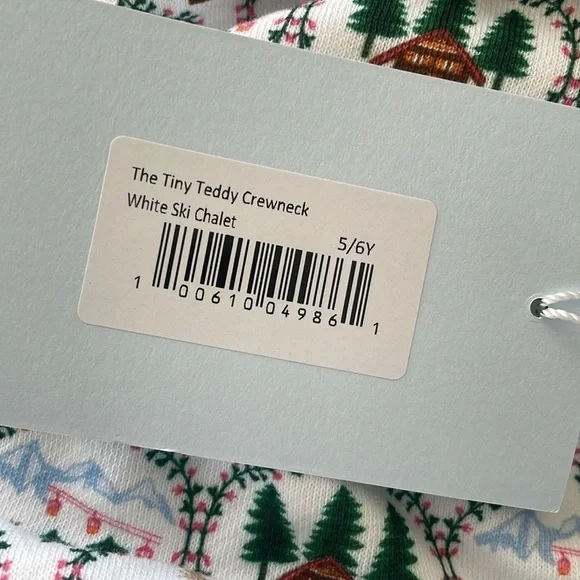 The Tiny Teddy Crewneck
White Ski Chalet
5/6Y
1 00610 04986 1